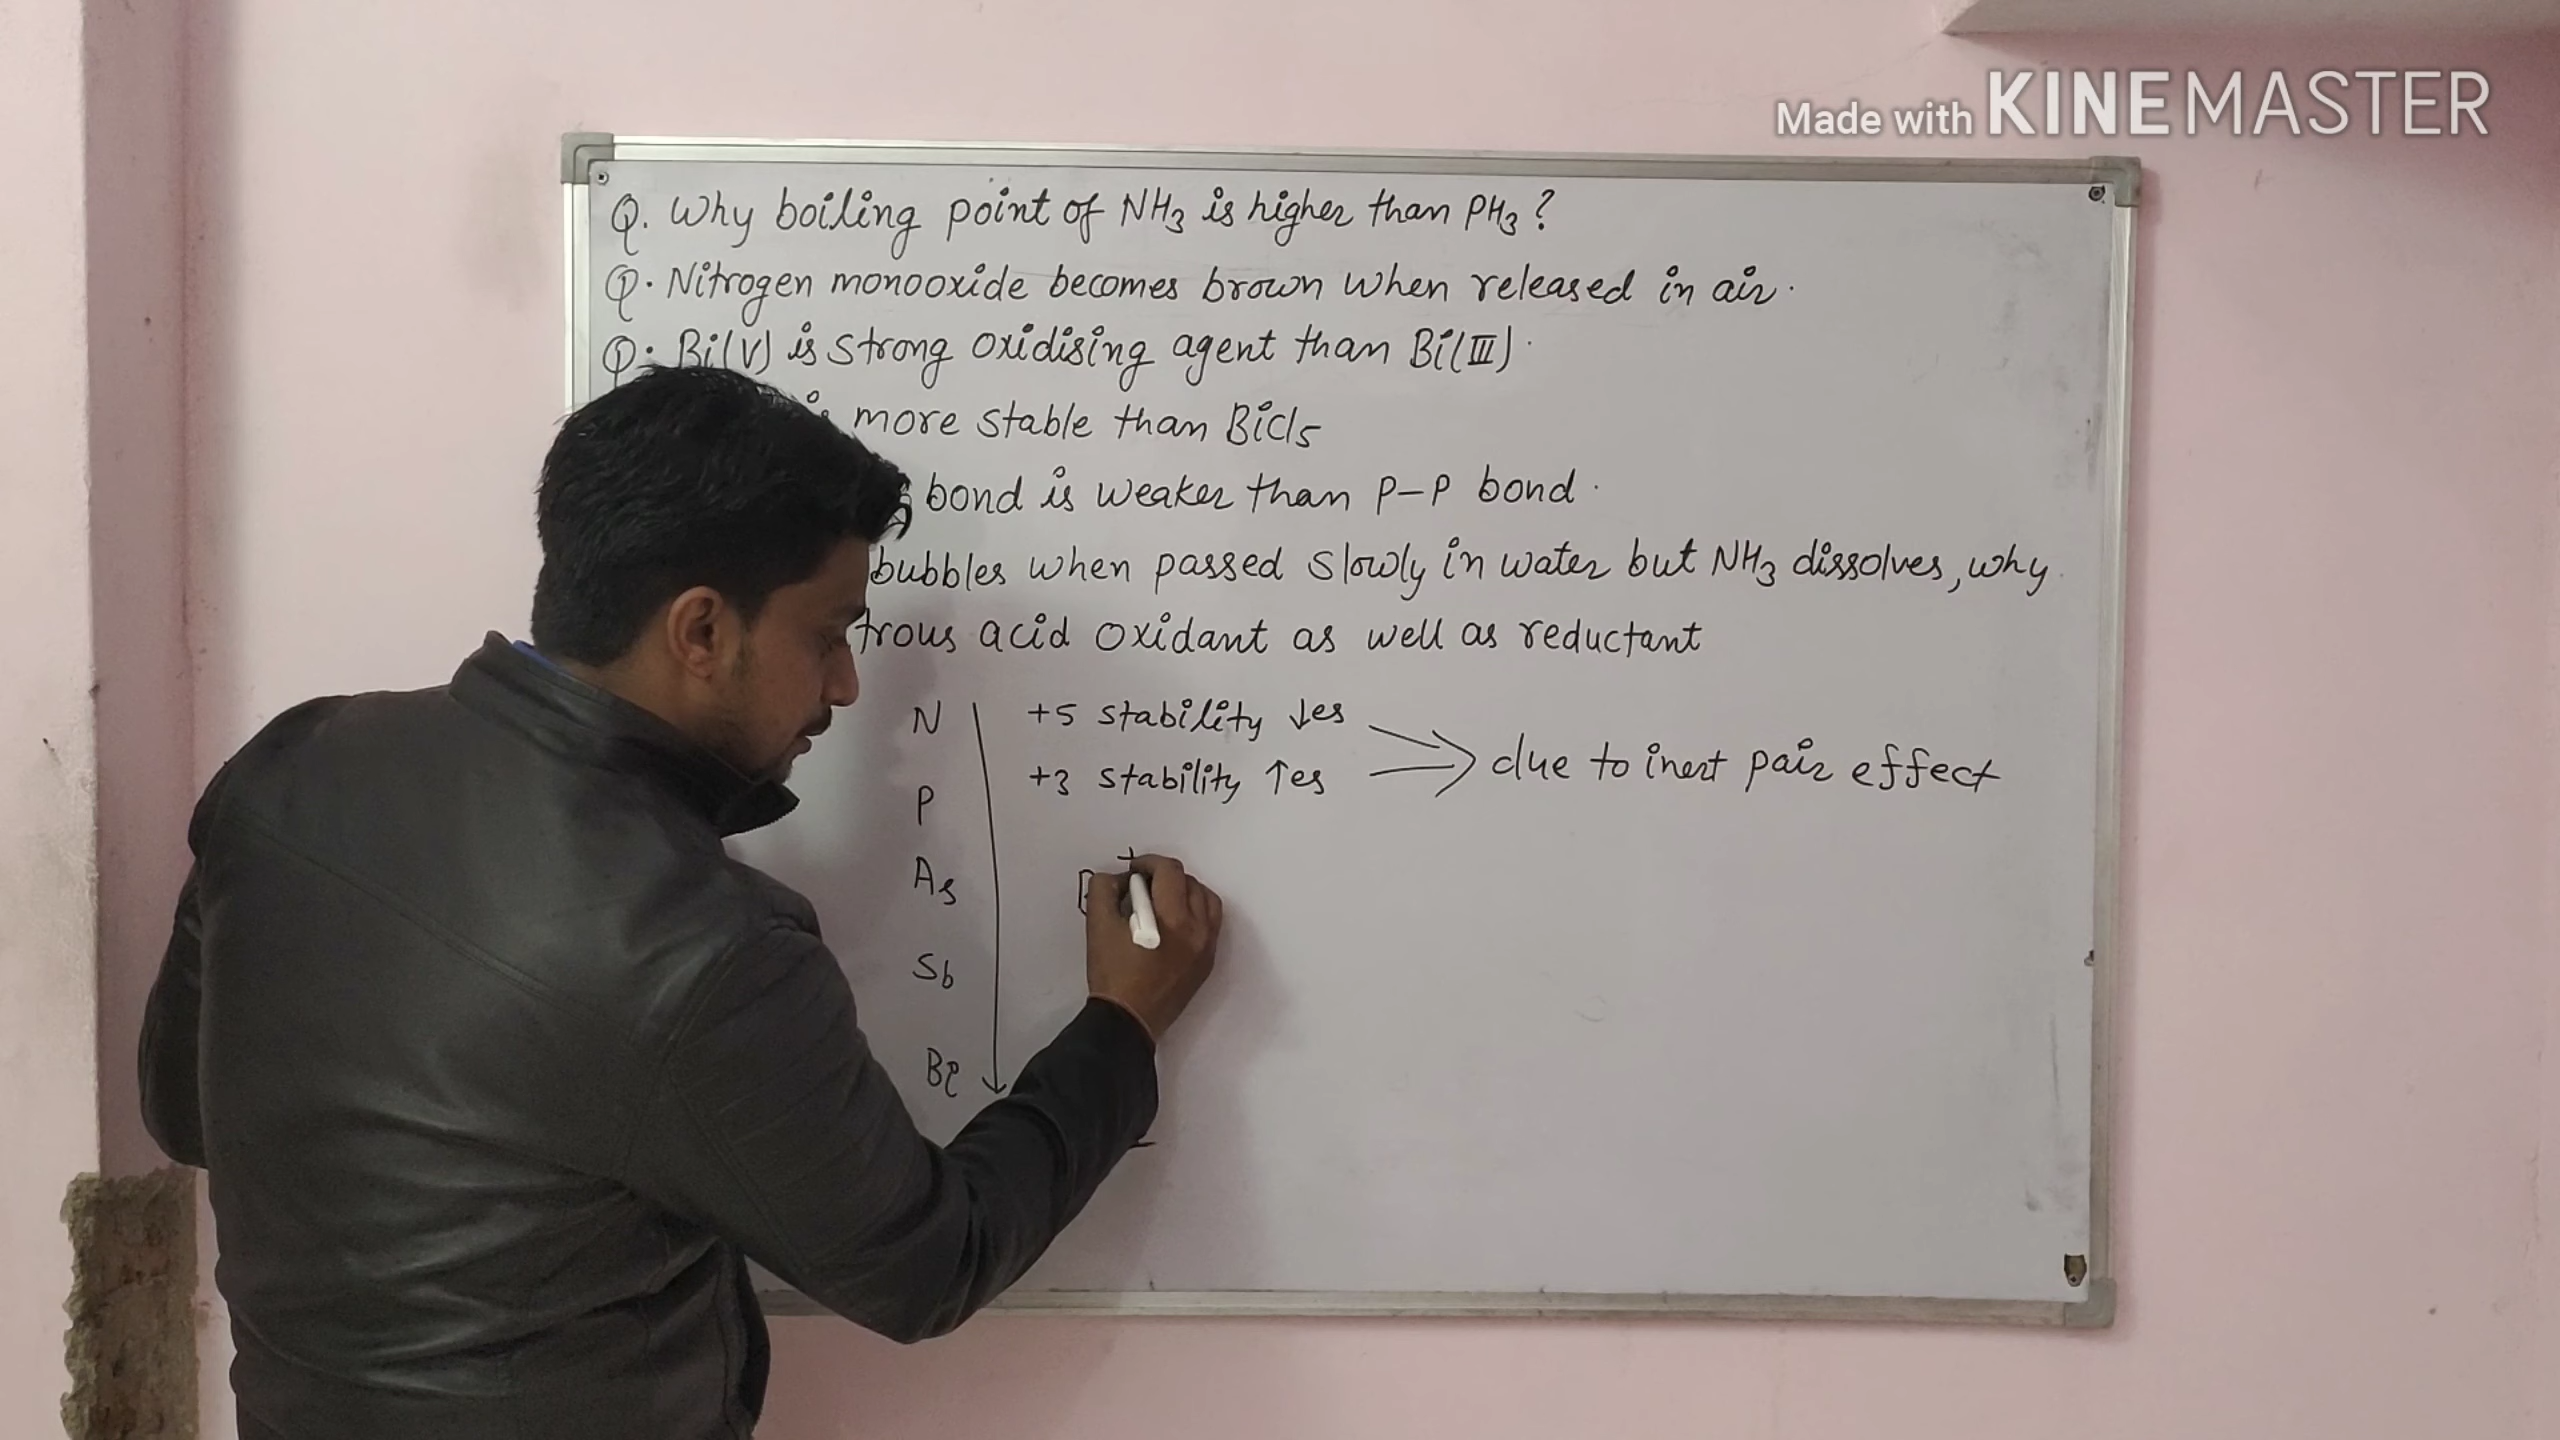 Made with KINEMASTER
Q. Why boiling point of NH3 is higher than PH3?
Q. Nitrogen monooxide becomes brown when released in air.
Q. Bi(V) is strong oxidising agent than Bi(III).
more stable than BiCl5
bond is weaker than P-P bond.
bubbles when passed slowly in water but NH3 dissolves, why
trous acid oxidant as well as reductant
N +5 stability ↓es
+3 stability ↑es due to inert pair effect
P
As
Sb
Bi